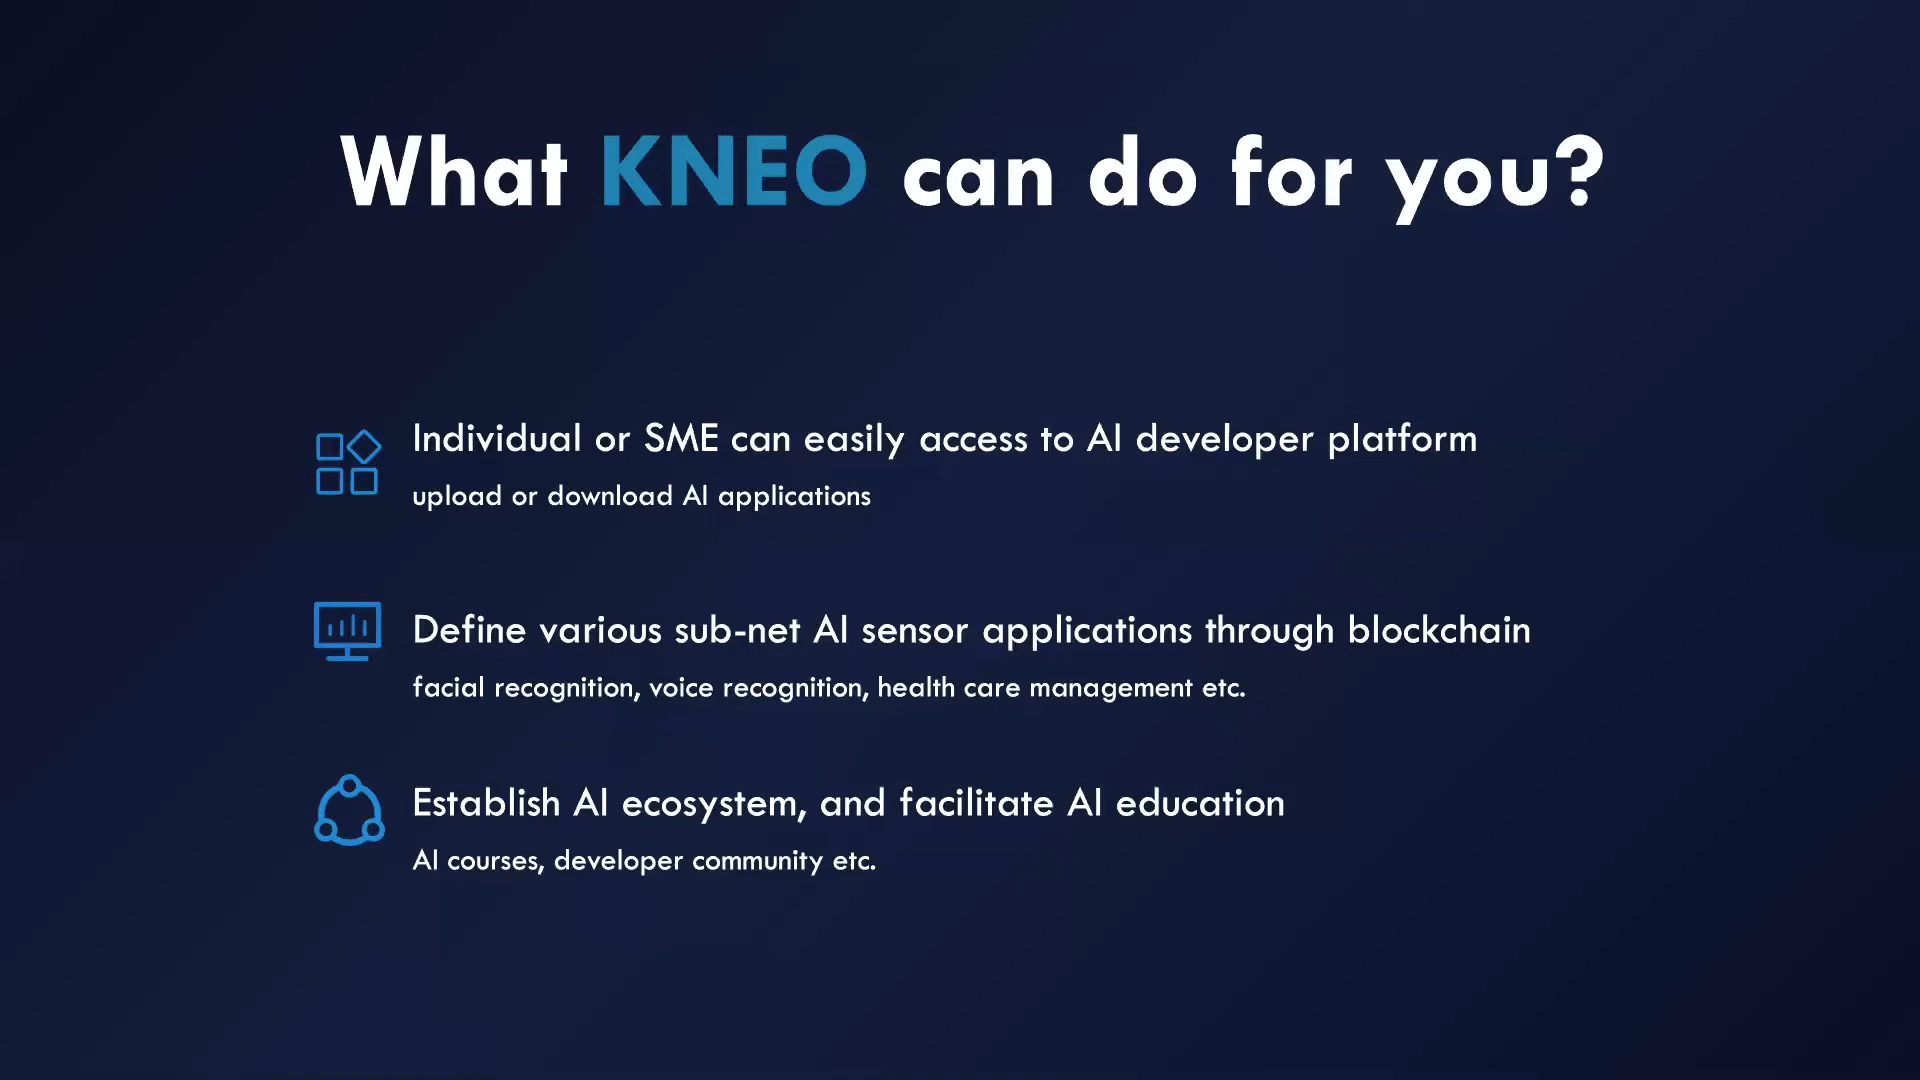 What KNEO can do for you?
Individual or SME can easily access to AI developer platform
upload or download AI applications
Define various sub-net AI sensor applications through blockchain
facial recognition, voice recognition, health care management etc.
Establish AI ecosystem, and facilitate AI education
AI courses, developer community etc.